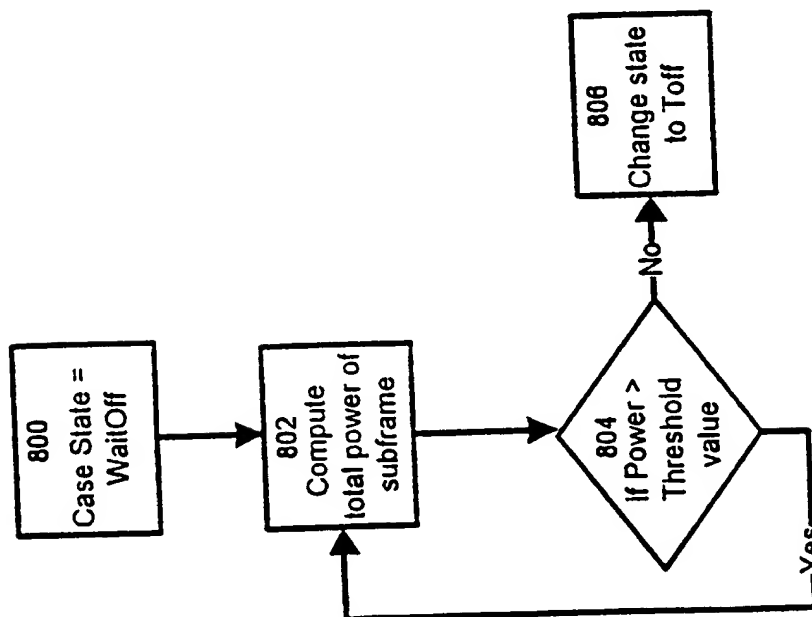 800
Case State =
WaitOff
802
Compute
total power of
subframe
804
If Power >
Threshold
value
Yes
No
806
Change state
to Toff